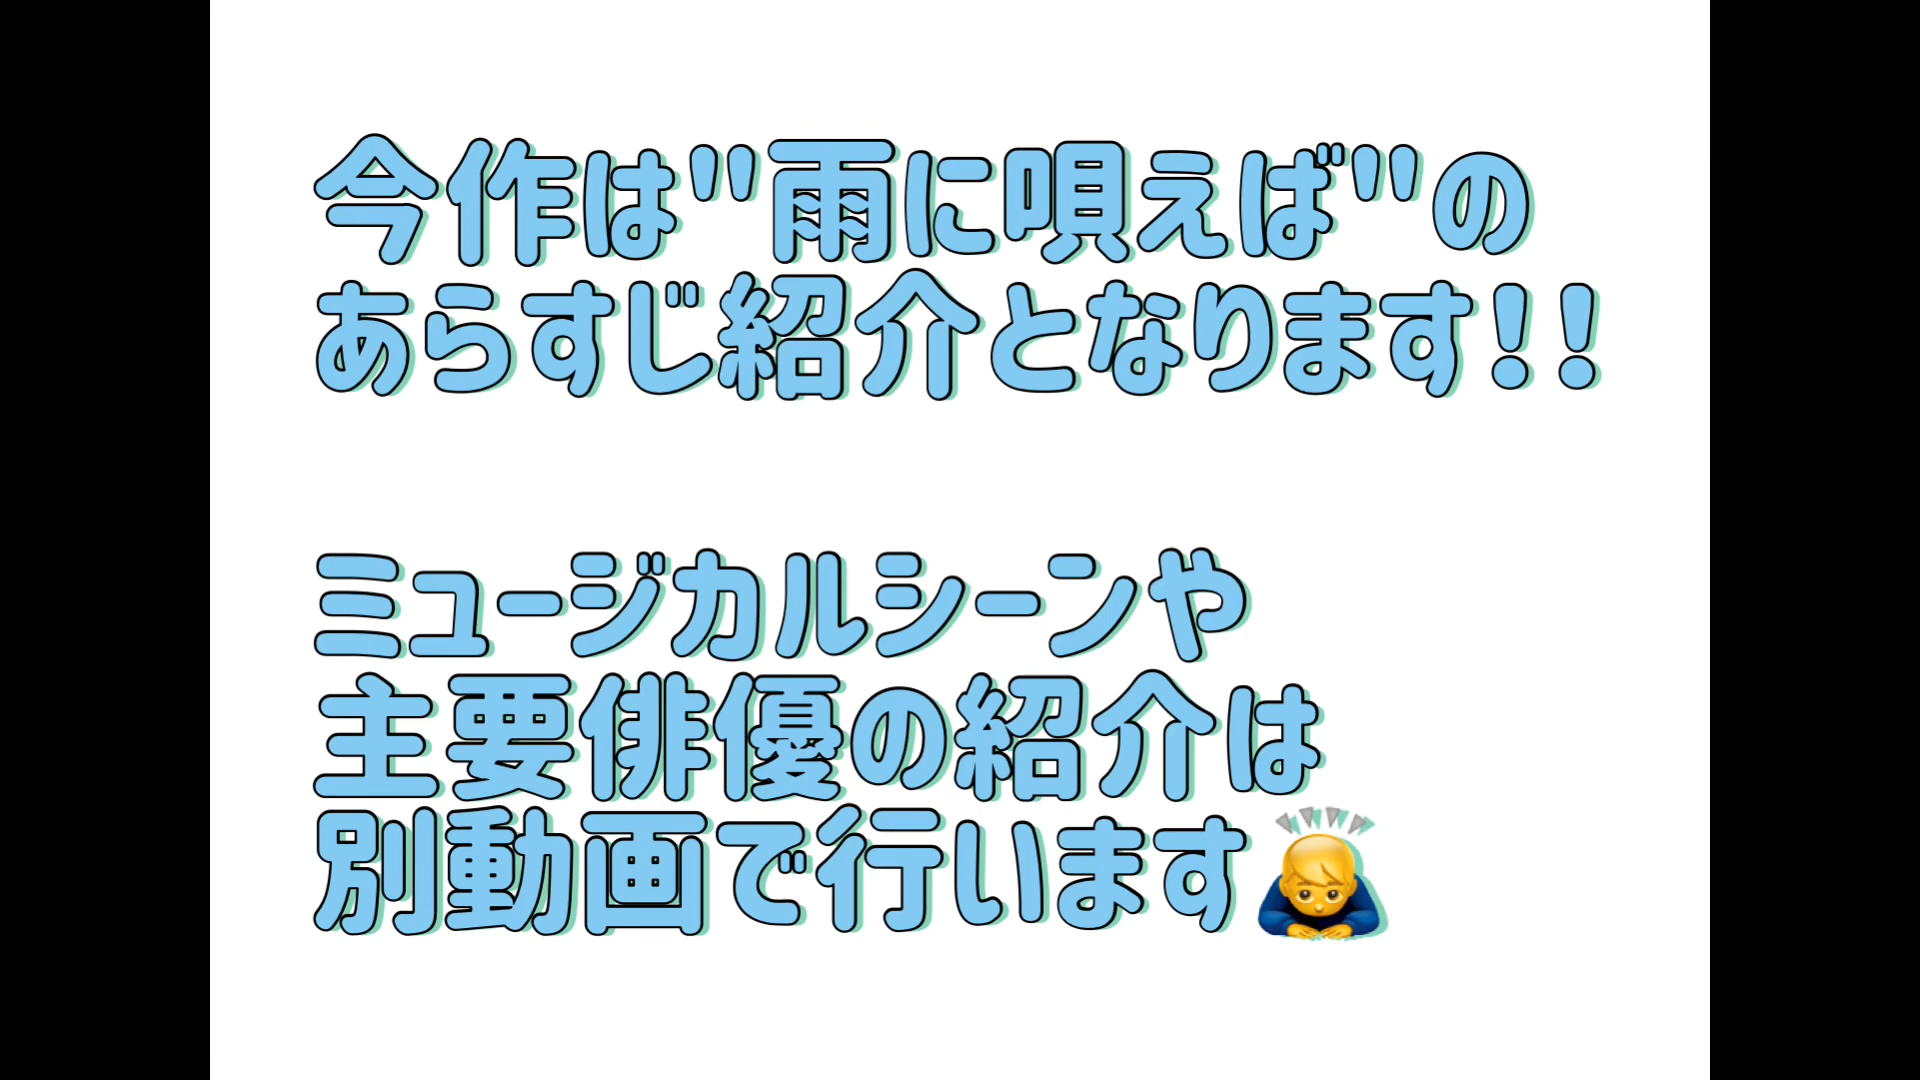 今作は"雨に唄えば"の
あらすじ紹介となります!!
ミュージカルシーンや
主要俳優の紹介は
別動画で行います🙇